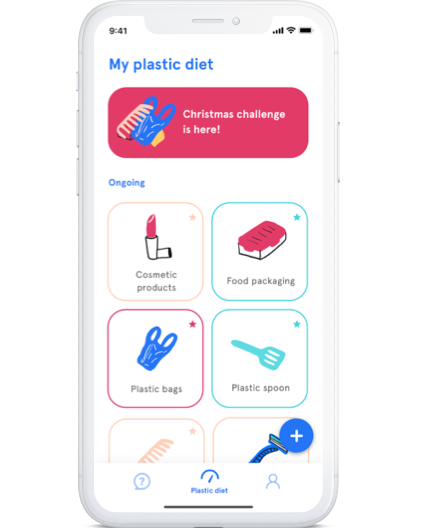 9:41
My plastic diet
Christmas challenge
is here!
Ongoing
Cosmetic
products
Food packaging
Plastic bags
Plastic spoon
?
+
Plastic diet